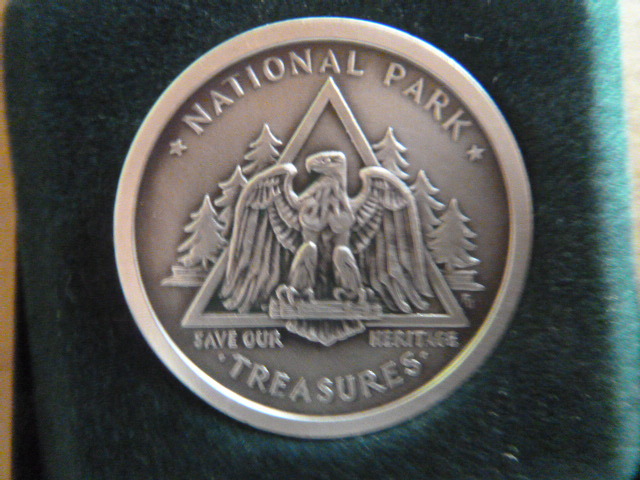 NATIONAL PARK
SAVE OUR HERITAGE
TREASURES